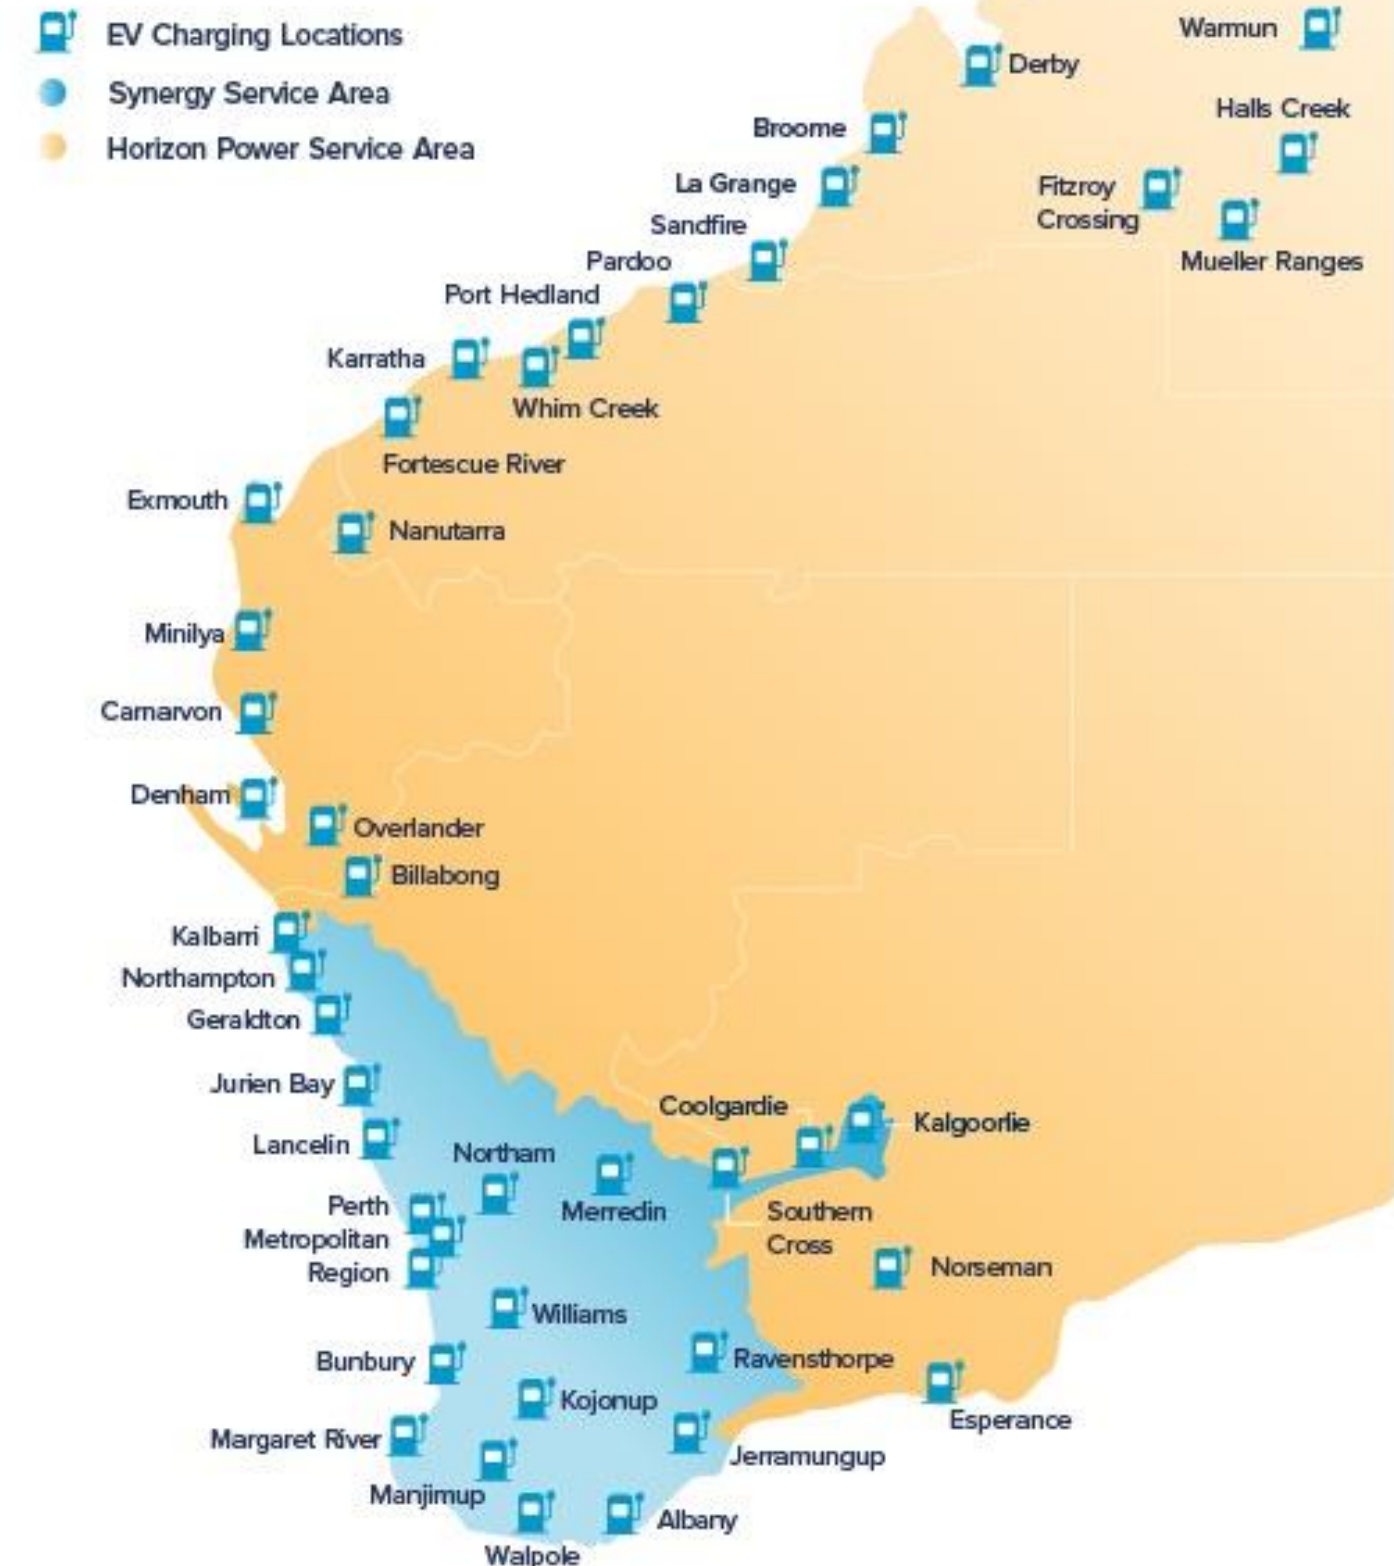 EV Charging Locations
Synergy Service Area
Horizon Power Service Area
Warmun
Derby
Halls Creek
Broome
La Grange
Fitzroy
Crossing
Sandfire
Pardoo
Mueller Ranges
Port Hedland
Karratha
Whim Creek
Fortescue River
Exmouth
Nanutarra
Minilya
Carnarvon
Denham
Overlander
Billabong
Kalbarri
Northampton
Geraldton
Jurien Bay
Coolgardie
Kalgoorlie
Lancelin
Northam
Perth
Metropolitan
Region
Merredin
Southern
Cross
Norseman
Williams
Bunbury
Ravensthorpe
Kojonup
Esperance
Margaret River
Jerramungup
Manjimup
Albany
Walpole